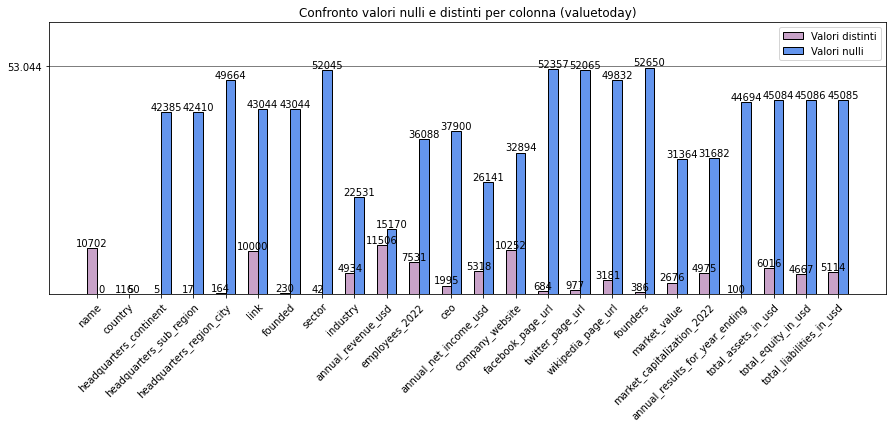 Confronto valori nulli e distinti per colonna (valuetoday)
Valori distinti
Valori nulli
53.044
10702
0
116
50
5
42385
17
42410
164
49664
10000
43044
230
43044
42
52045
4934
22531
11506
15170
7531
36088
1995
37900
5318
26141
10252
32894
684
52357
977
52065
3181
49832
386
52650
2676
31364
4975
31682
100
44694
6016
45084
4667
45086
5114
45085
name
country
headquarters_continent
headquarters_sub_region
headquarters_region_city
link
founded
sector
industry
annual_revenue_usd
employees_2022
ceo
annual_net_income_usd
company_website
facebook_page_url
twitter_page_url
wikipedia_page_url
founders
market_value
market_capitalization_2022
annual_results_for_year_ending
total_assets_in_usd
total_equity_in_usd
total_liabilities_in_usd